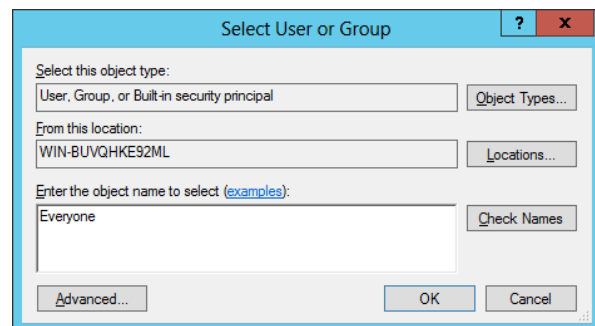 Select User or Group
? x
Select this object type:
User, Group, or Built-in security principal
Object Types...
From this location:
WIN-BUVQHKE92ML
Locations...
Enter the object name to select (examples):
Everyone
Check Names
Advanced...
OK
Cancel